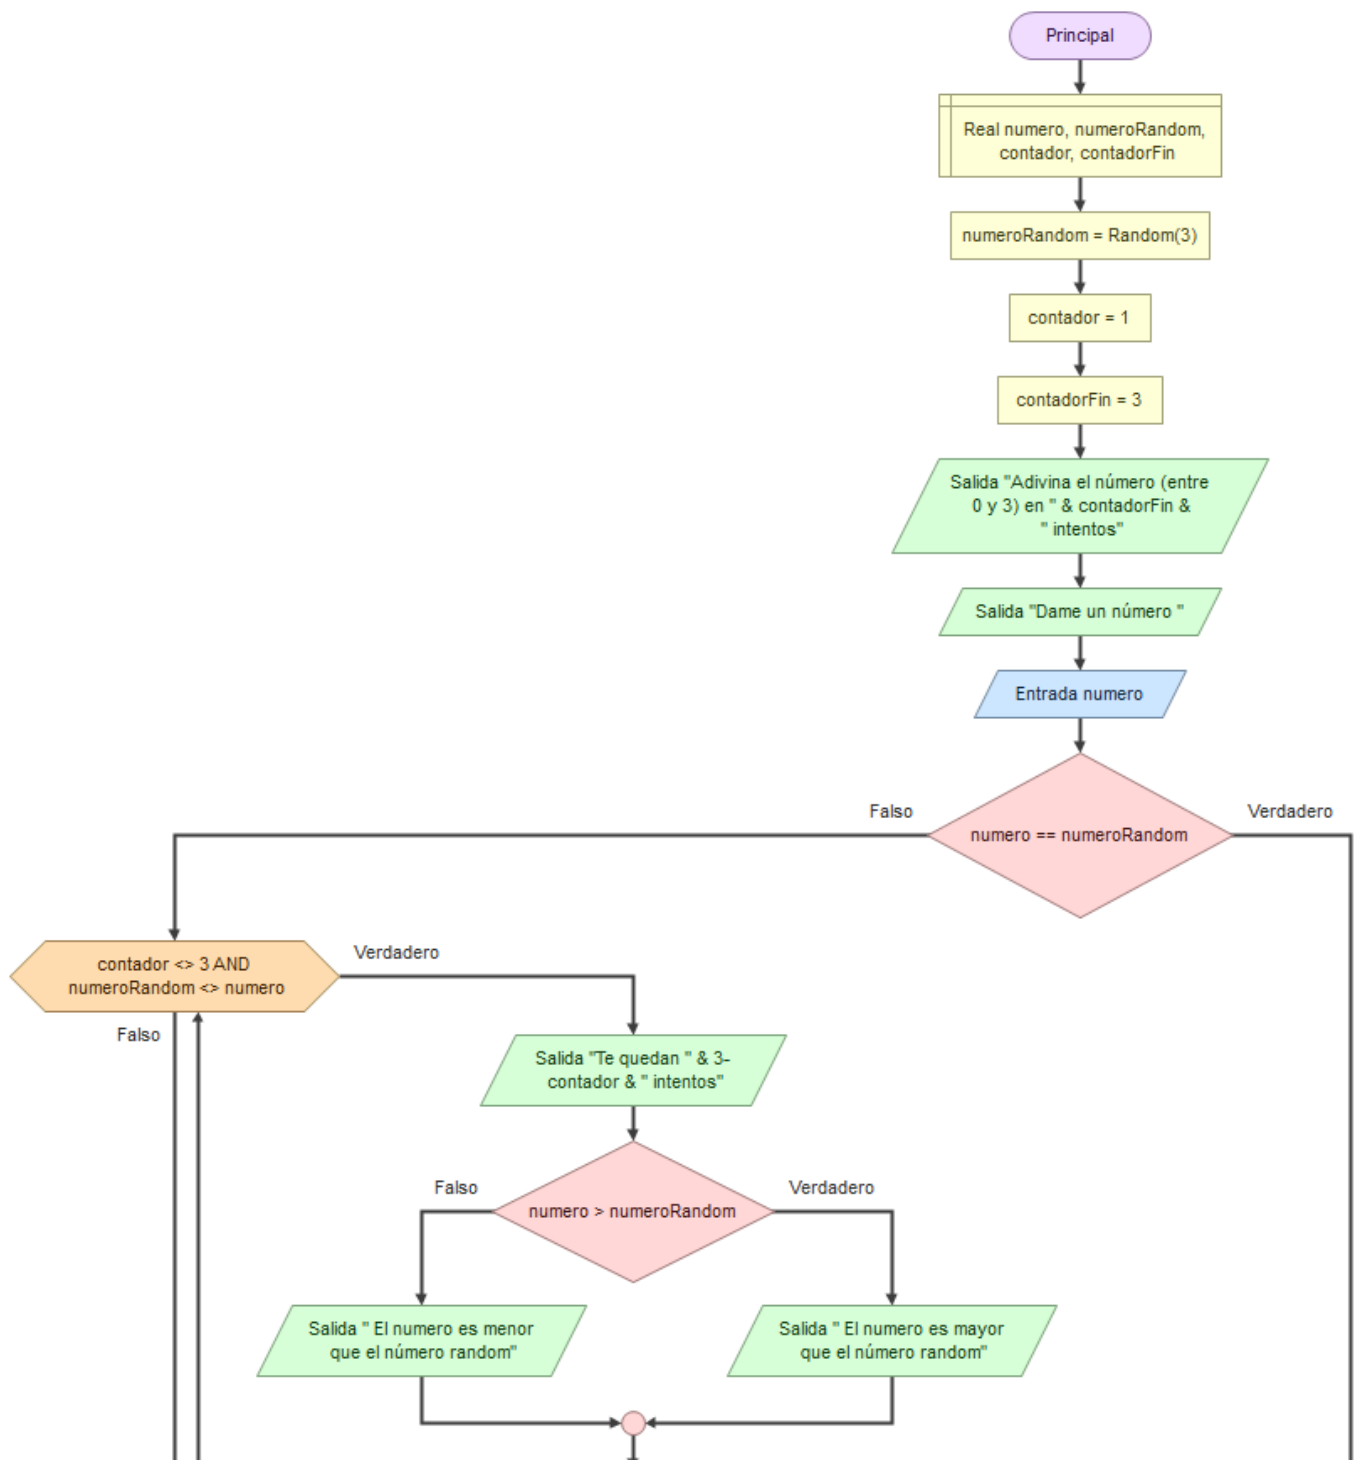 Principal
Real numero, numeroRandom,
contador, contadorFin
numeroRandom = Random(3)
contador = 1
contadorFin = 3
Salida "Adivina el número (entre
0 y 3) en " & contadorFin &
" intentos"
Salida "Dame un número "
Entrada numero
Falso
Verdadero
numero == numeroRandom
contador <> 3 AND
numeroRandom <> numero
Verdadero
Falso
Salida "Te quedan " & 3-
contador & " intentos"
Falso
Verdadero
numero > numeroRandom
Salida " El numero es menor
que el número random"
Salida " El numero es mayor
que el número random"